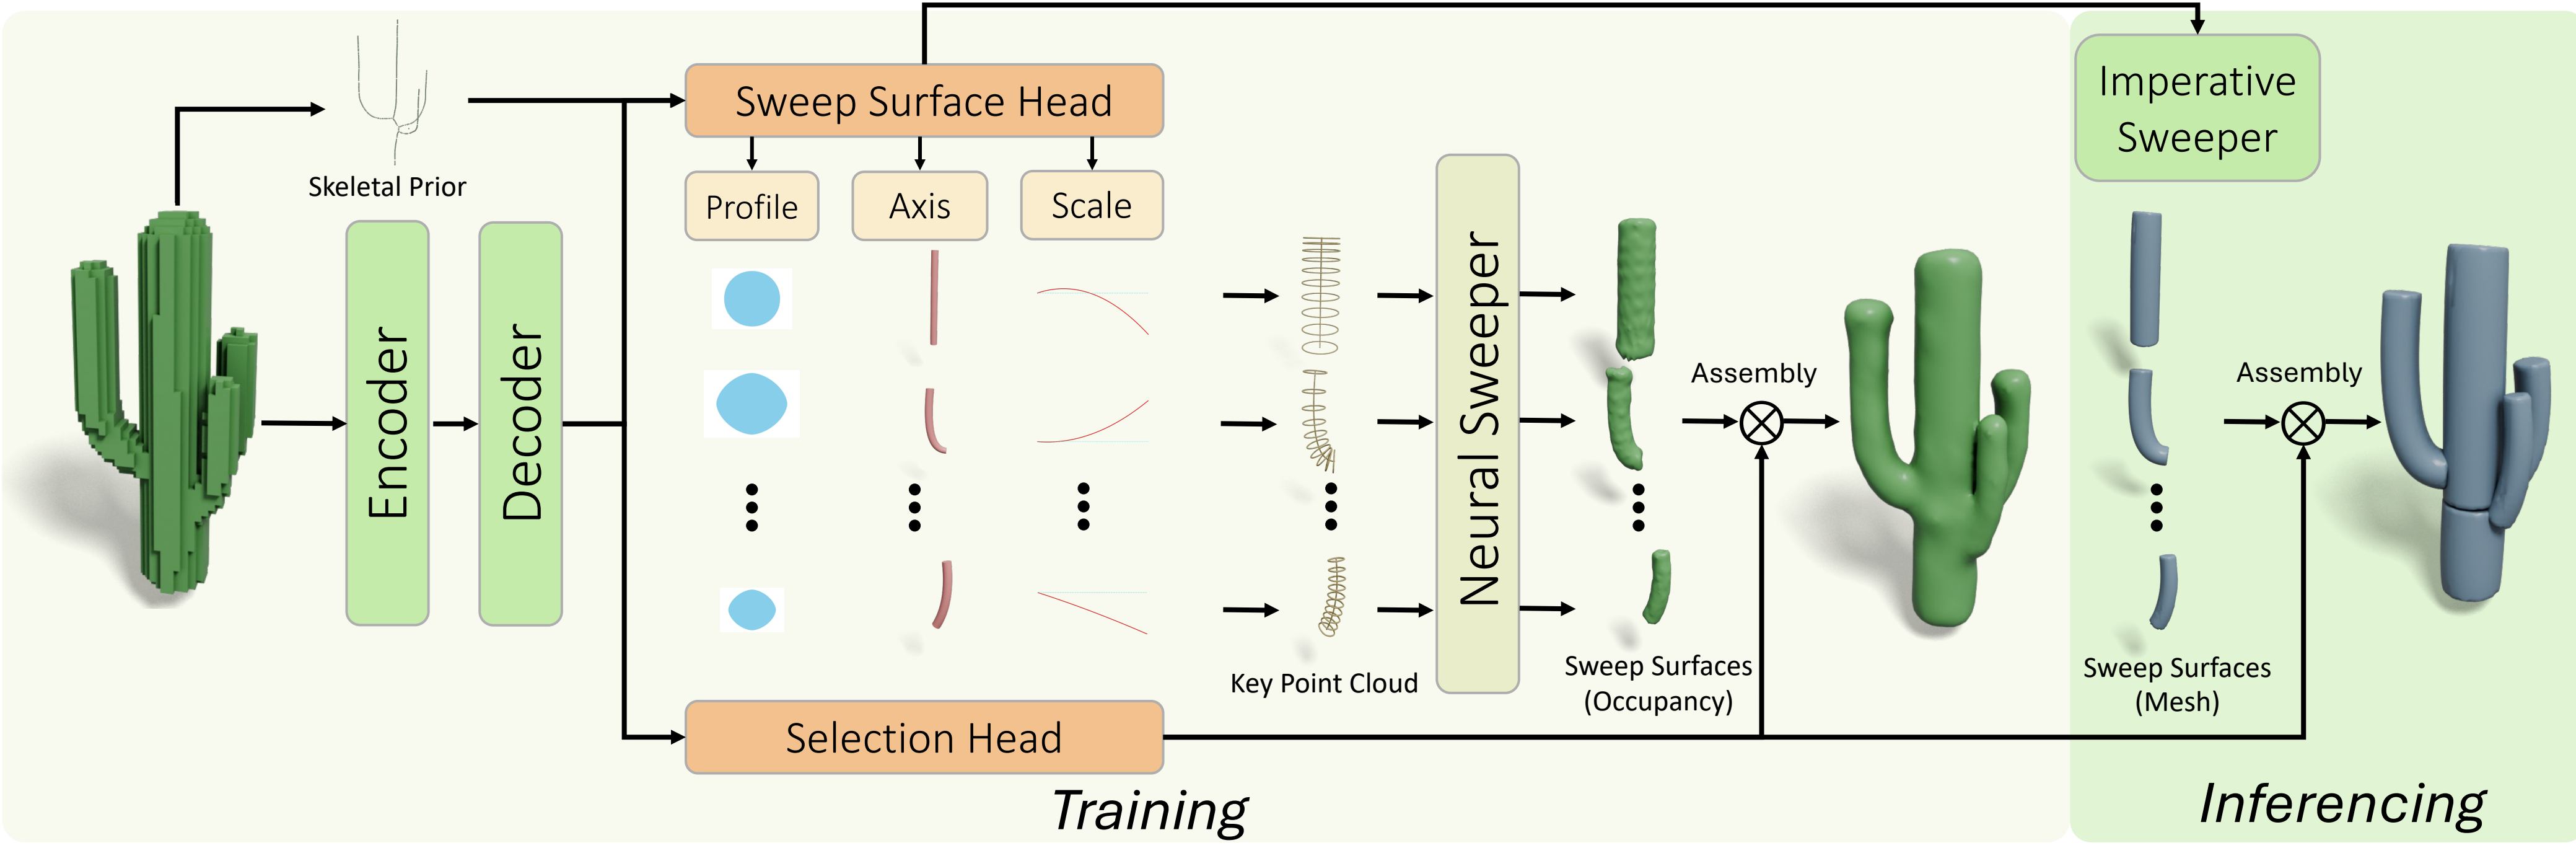 Skeletal Prior
Encoder
Decoder
Sweep Surface Head
Profile
Axis
Scale
Key Point Cloud
Neural Sweeper
Sweep Surfaces
(Occupancy)
Assembly
Selection Head
Training
Imperative
Sweeper
Sweep Surfaces
(Mesh)
Assembly
Inferencing